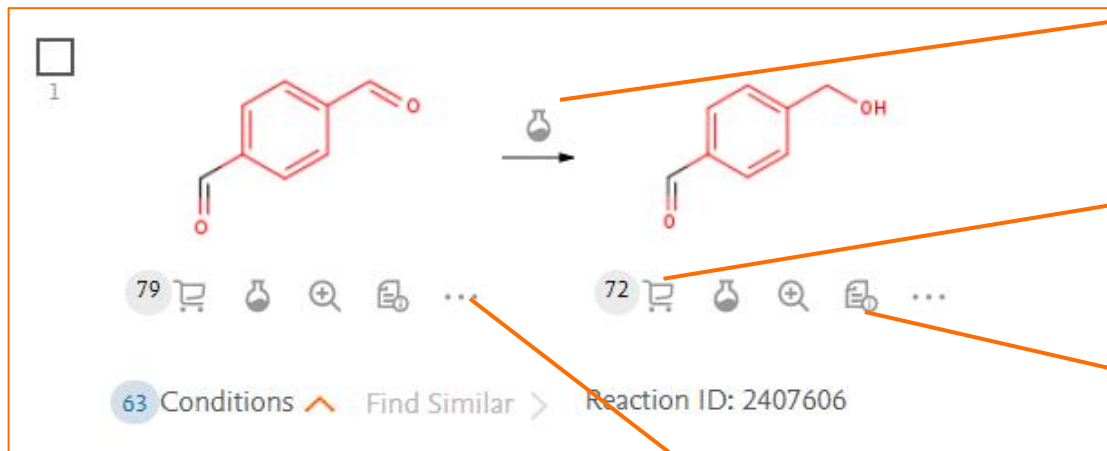 1
O
O
OH
O
79 ... 72 ...
63 Conditions Find Similar > Reaction ID: 2407606